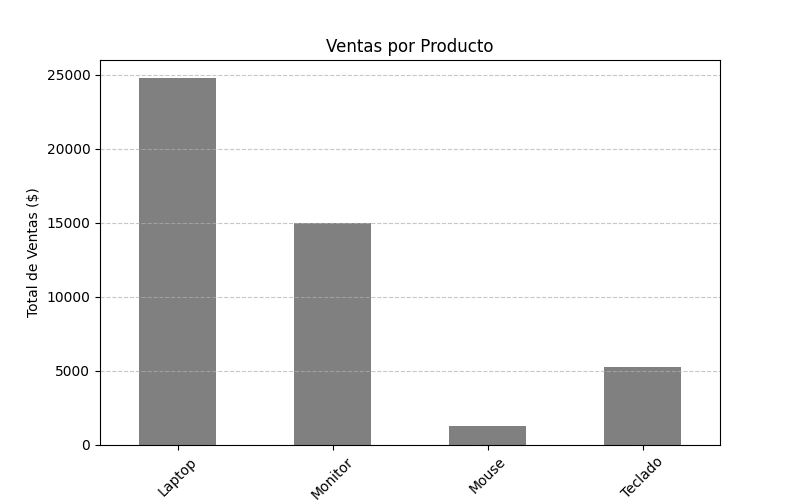 Ventas por Producto
Total de Ventas ($)
25000
20000
15000
10000
5000
0
Laptop
Monitor
Mouse
Teclado